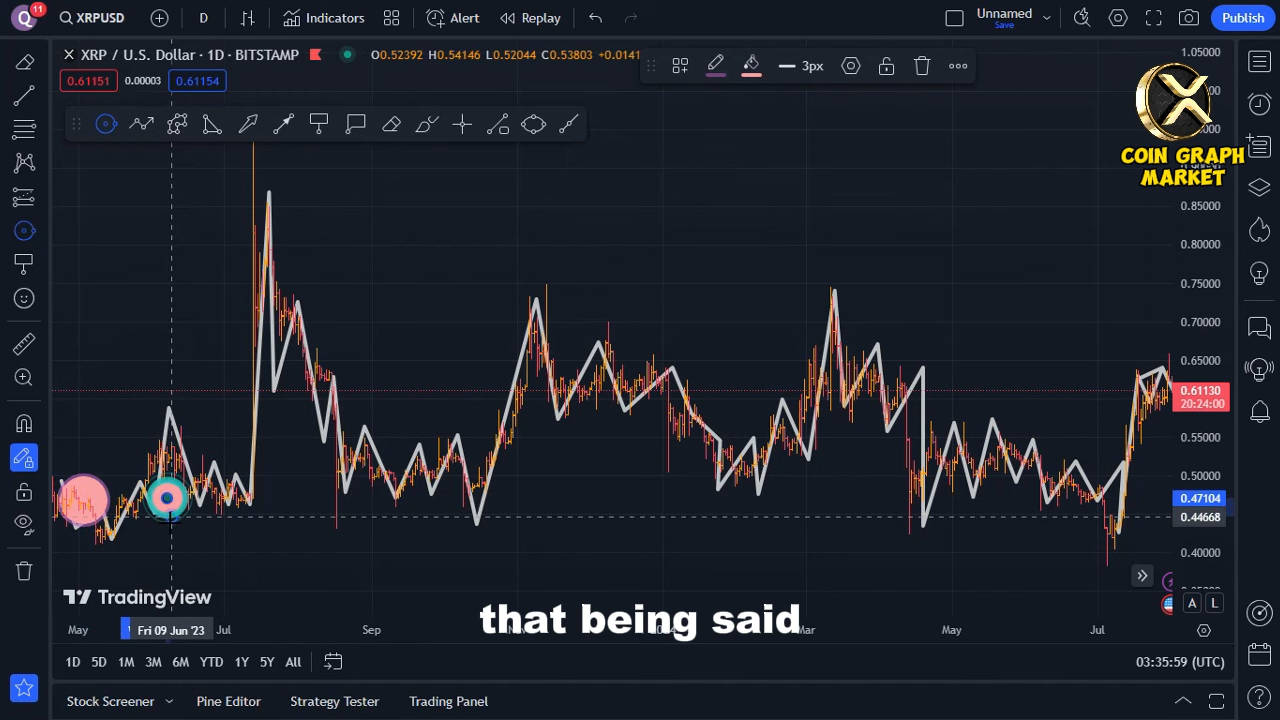 Q 11 XRPUSD D Indicators Alert Replay Unnamed Save Publish
XRP / U.S. Dollar · 1D · BITSTAMP O0.52392 H0.54146 L0.52044 C0.53803 +0.0141
3px
0.61151 0.00003 0.61154
COIN GRAPH
MARKET
1.05000
0.85000
0.80000
0.75000
0.70000
0.65000
0.61130
20:24:00
0.55000
0.50000
0.47104
0.44668
0.40000
TradingView
that being said
A L
May Fri 09 Jun '23 Jul Sep Mar May Jul
1D 5D 1M 3M 6M YTD 1Y 5Y All 03:35:59 (UTC)
Stock Screener Pine Editor Strategy Tester Trading Panel